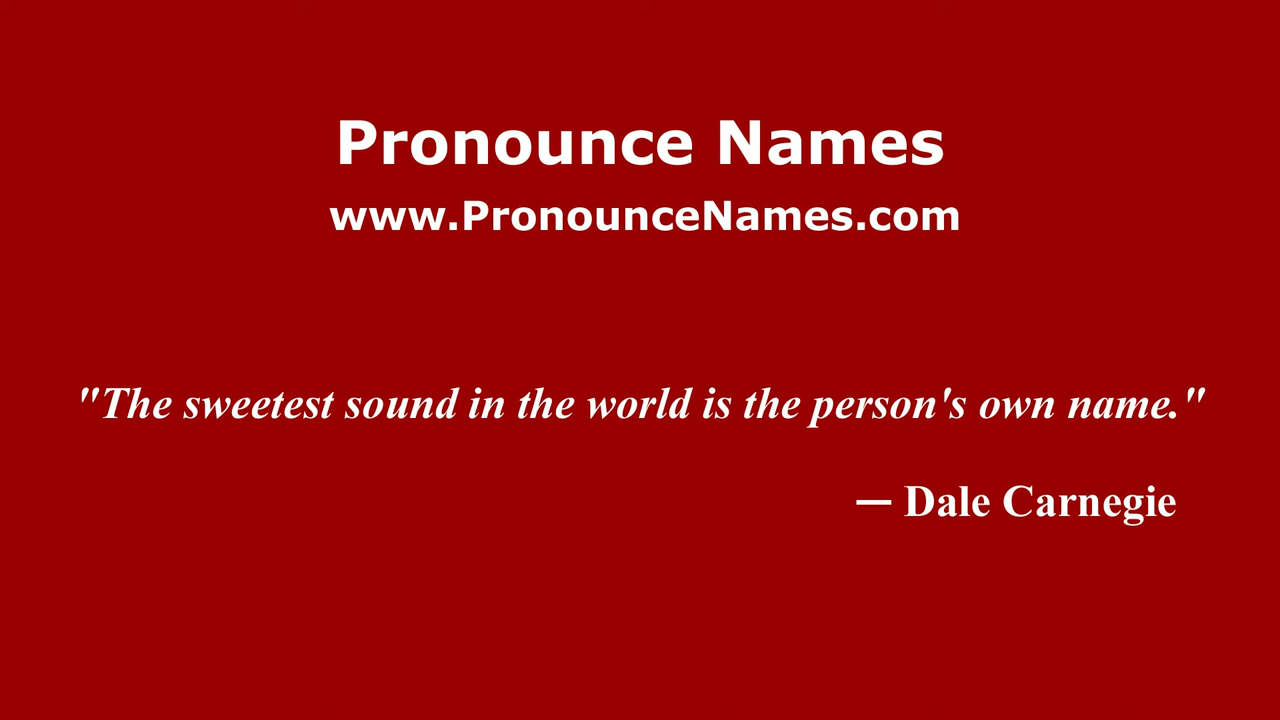 Pronounce Names
www.PronounceNames.com
"The sweetest sound in the world is the person's own name."
— Dale Carnegie